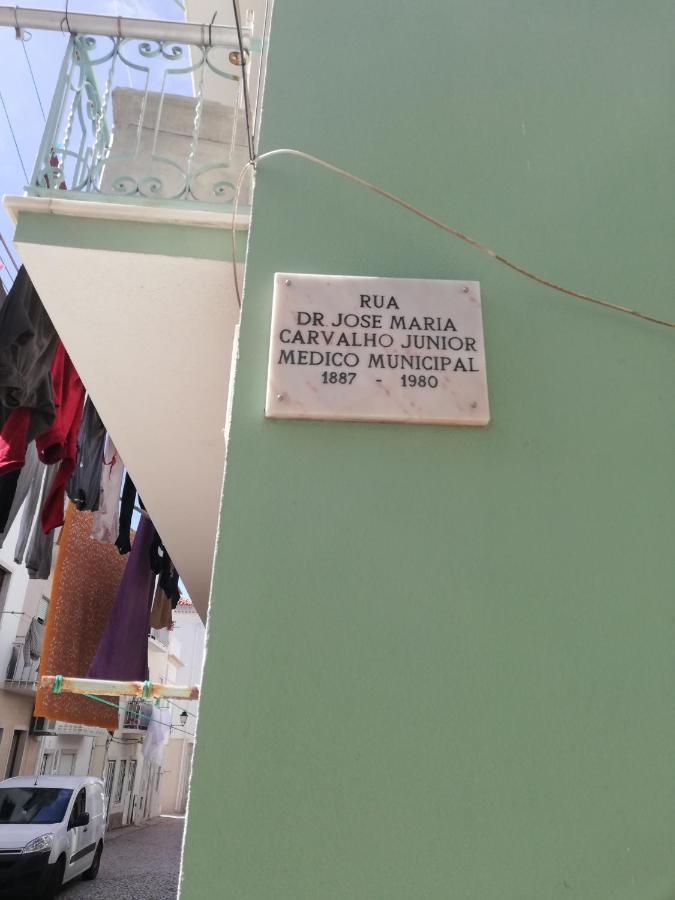 RUA
DR. JOSE MARIA
CARVALHO JUNIOR
MEDICO MUNICIPAL
1887 - 1980